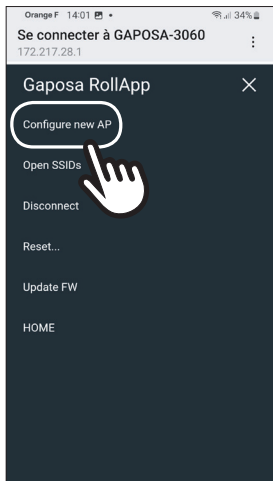 Orange F 14:01
34%
Se connecter à GAPOSA-3060
172.217.28.1
Gaposa RollApp
Configure new AP
Open SSIDs
Disconnect
Reset...
Update FW
HOME